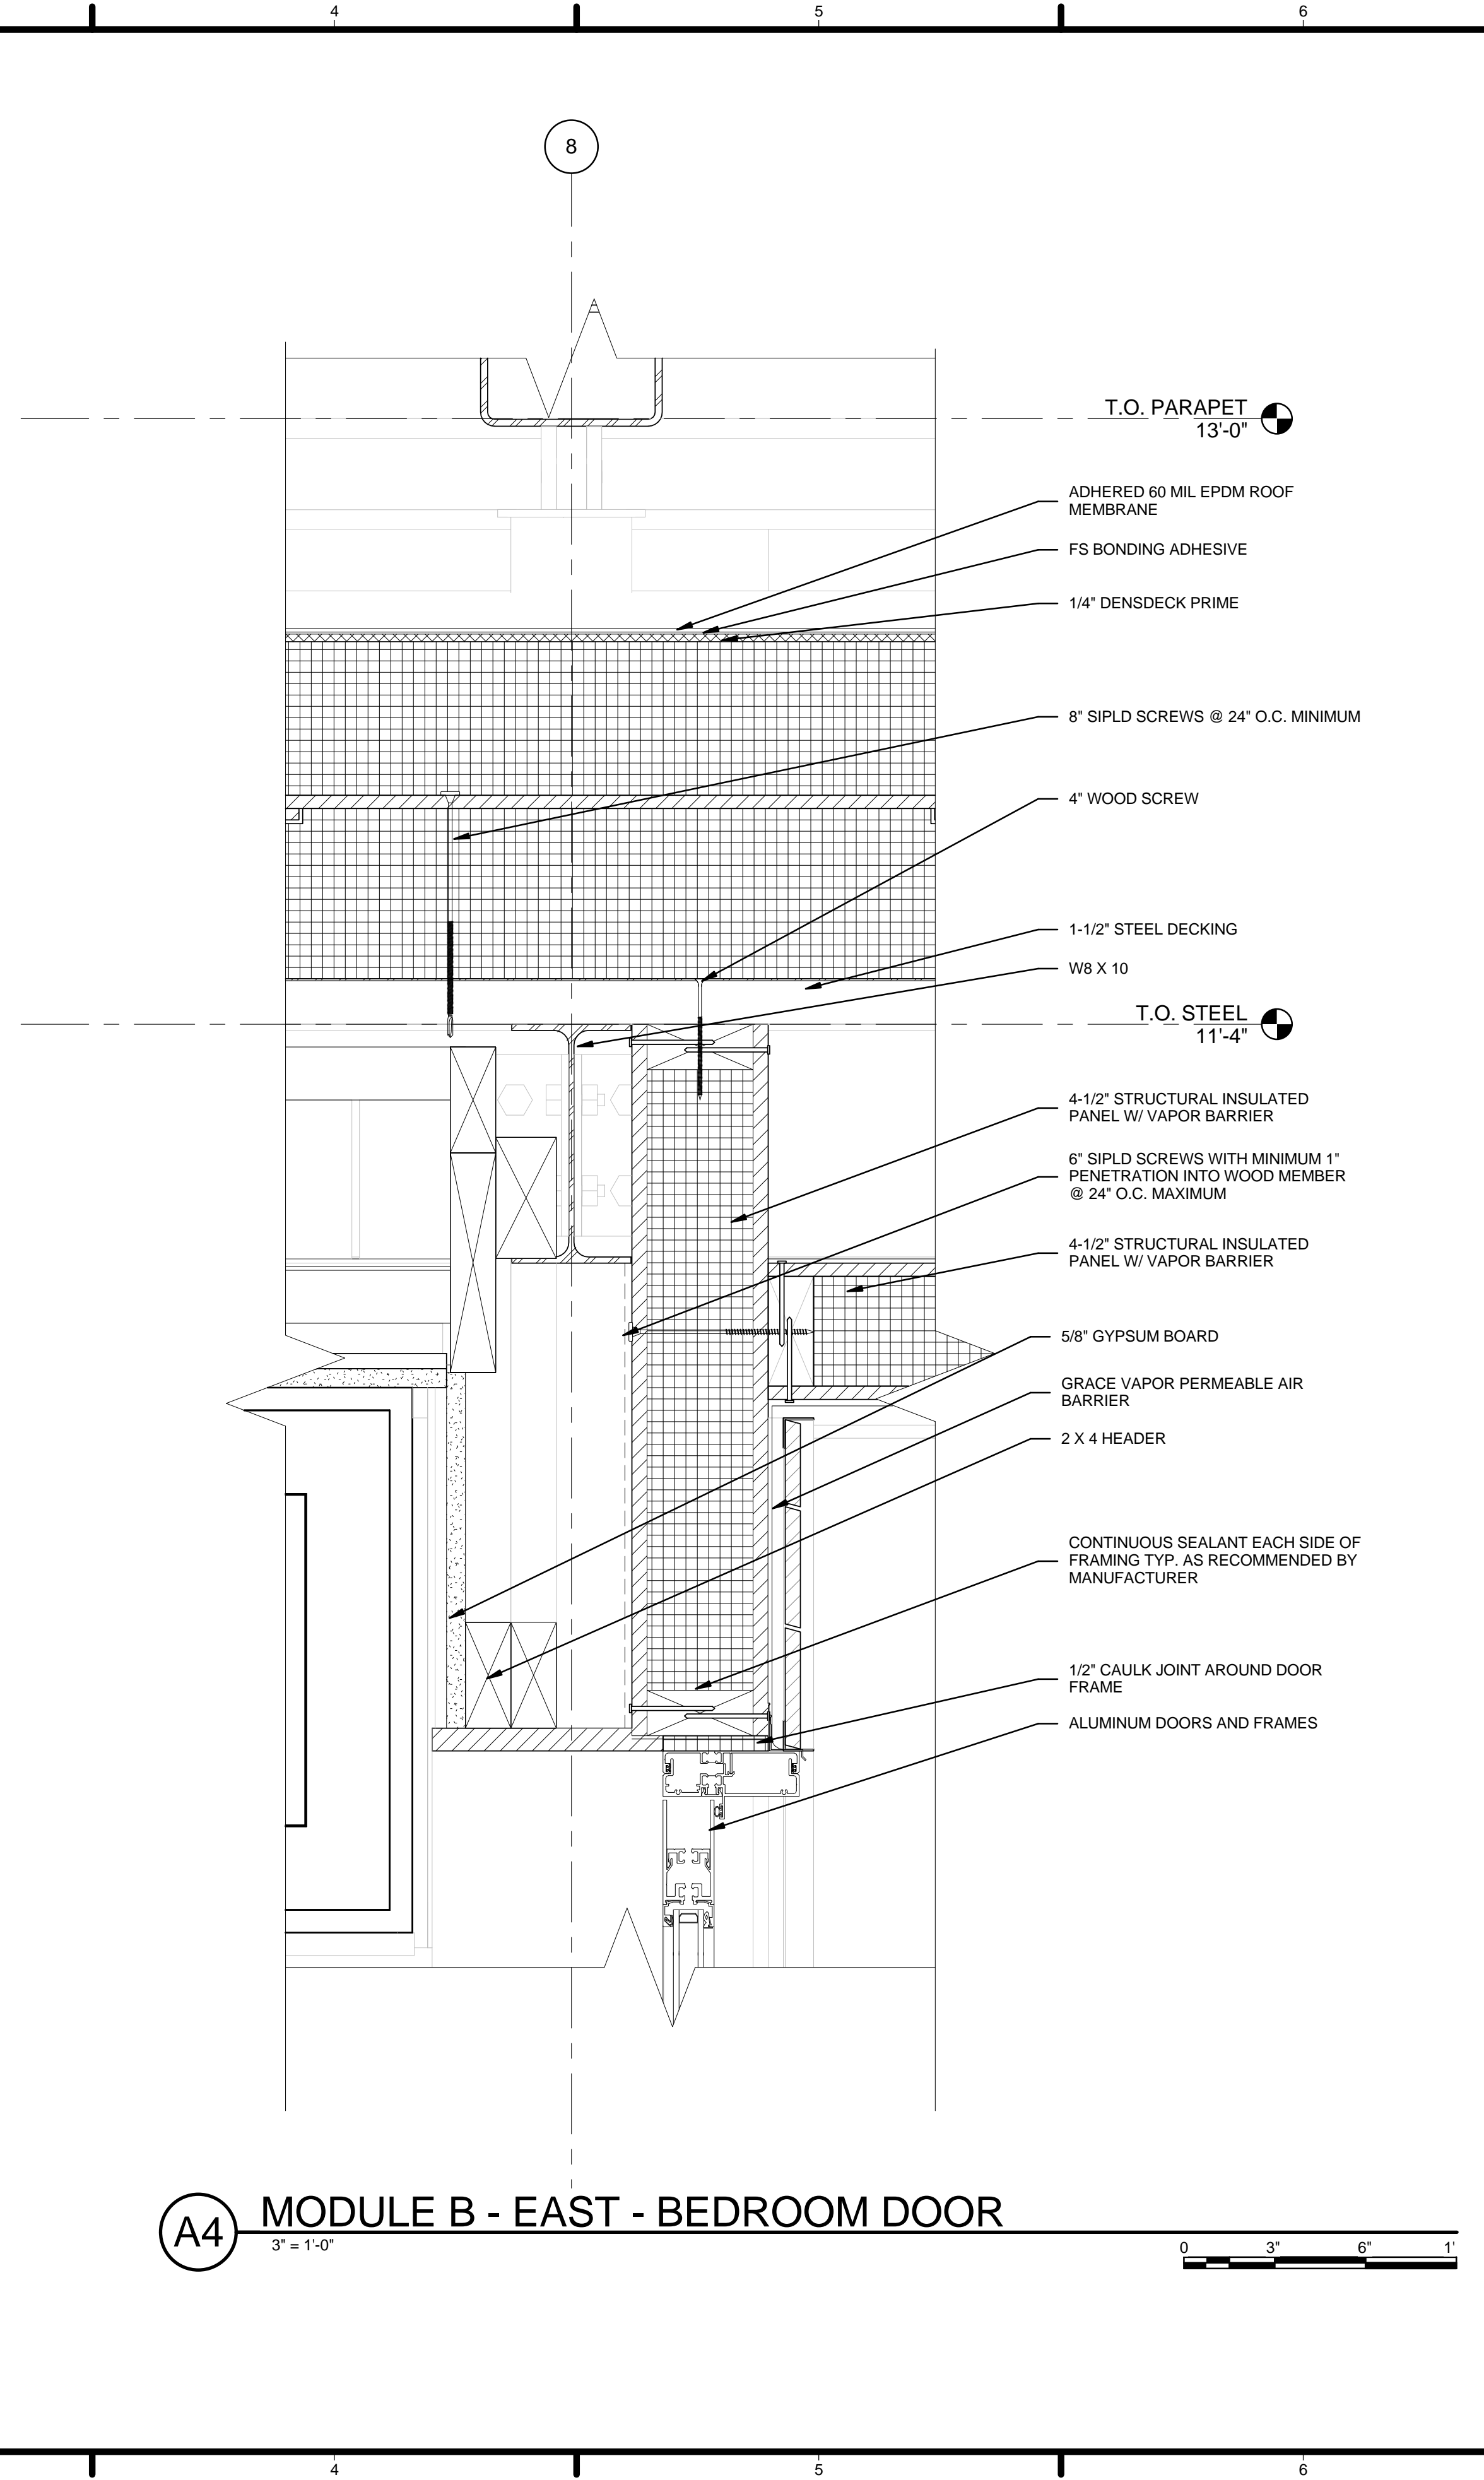 4 5 6
8
T.O. PARAPET
13'-0"
ADHERED 60 MIL EPDM ROOF
MEMBRANE
FS BONDING ADHESIVE
1/4" DENSDECK PRIME
8" SIPLD SCREWS @ 24" O.C. MINIMUM
4" WOOD SCREW
1-1/2" STEEL DECKING
W8 X 10
T.O. STEEL
11'-4"
4-1/2" STRUCTURAL INSULATED
PANEL W/ VAPOR BARRIER
6" SIPLD SCREWS WITH MINIMUM 1"
PENETRATION INTO WOOD MEMBER
@ 24" O.C. MAXIMUM
4-1/2" STRUCTURAL INSULATED
PANEL W/ VAPOR BARRIER
5/8" GYPSUM BOARD
GRACE VAPOR PERMEABLE AIR
BARRIER
2 X 4 HEADER
CONTINUOUS SEALANT EACH SIDE OF
FRAMING TYP. AS RECOMMENDED BY
MANUFACTURER
1/2" CAULK JOINT AROUND DOOR
FRAME
ALUMINUM DOORS AND FRAMES
A4 MODULE B - EAST - BEDROOM DOOR
3" = 1'-0"
0 3" 6" 1'
4 5 6